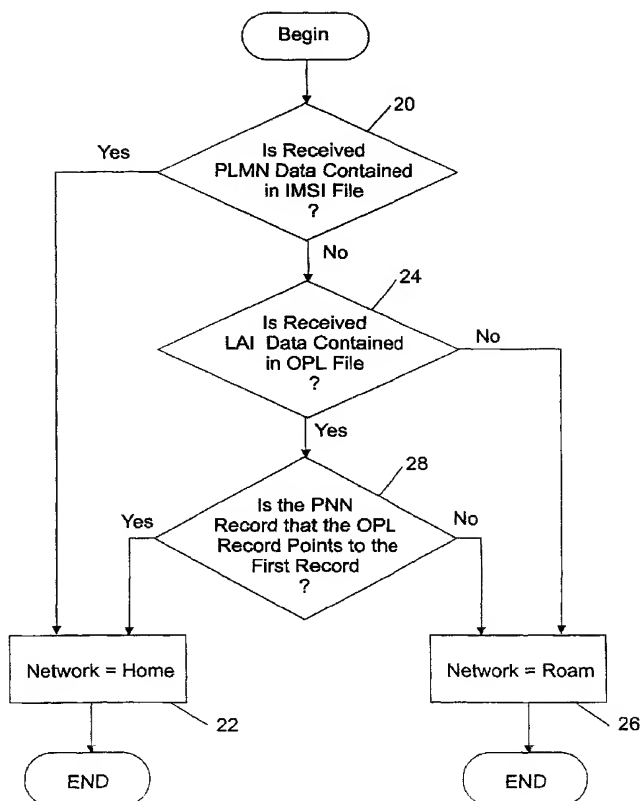 Begin
20
Yes
Is Received
PLMN Data Contained
in IMSI File
?
No
24
Is Received
LAI Data Contained
in OPL File
?
No
Yes
28
Yes
Is the PNN
Record that the OPL
Record Points to the
First Record
?
No
Network = Home
Network = Roam
22
26
END
END